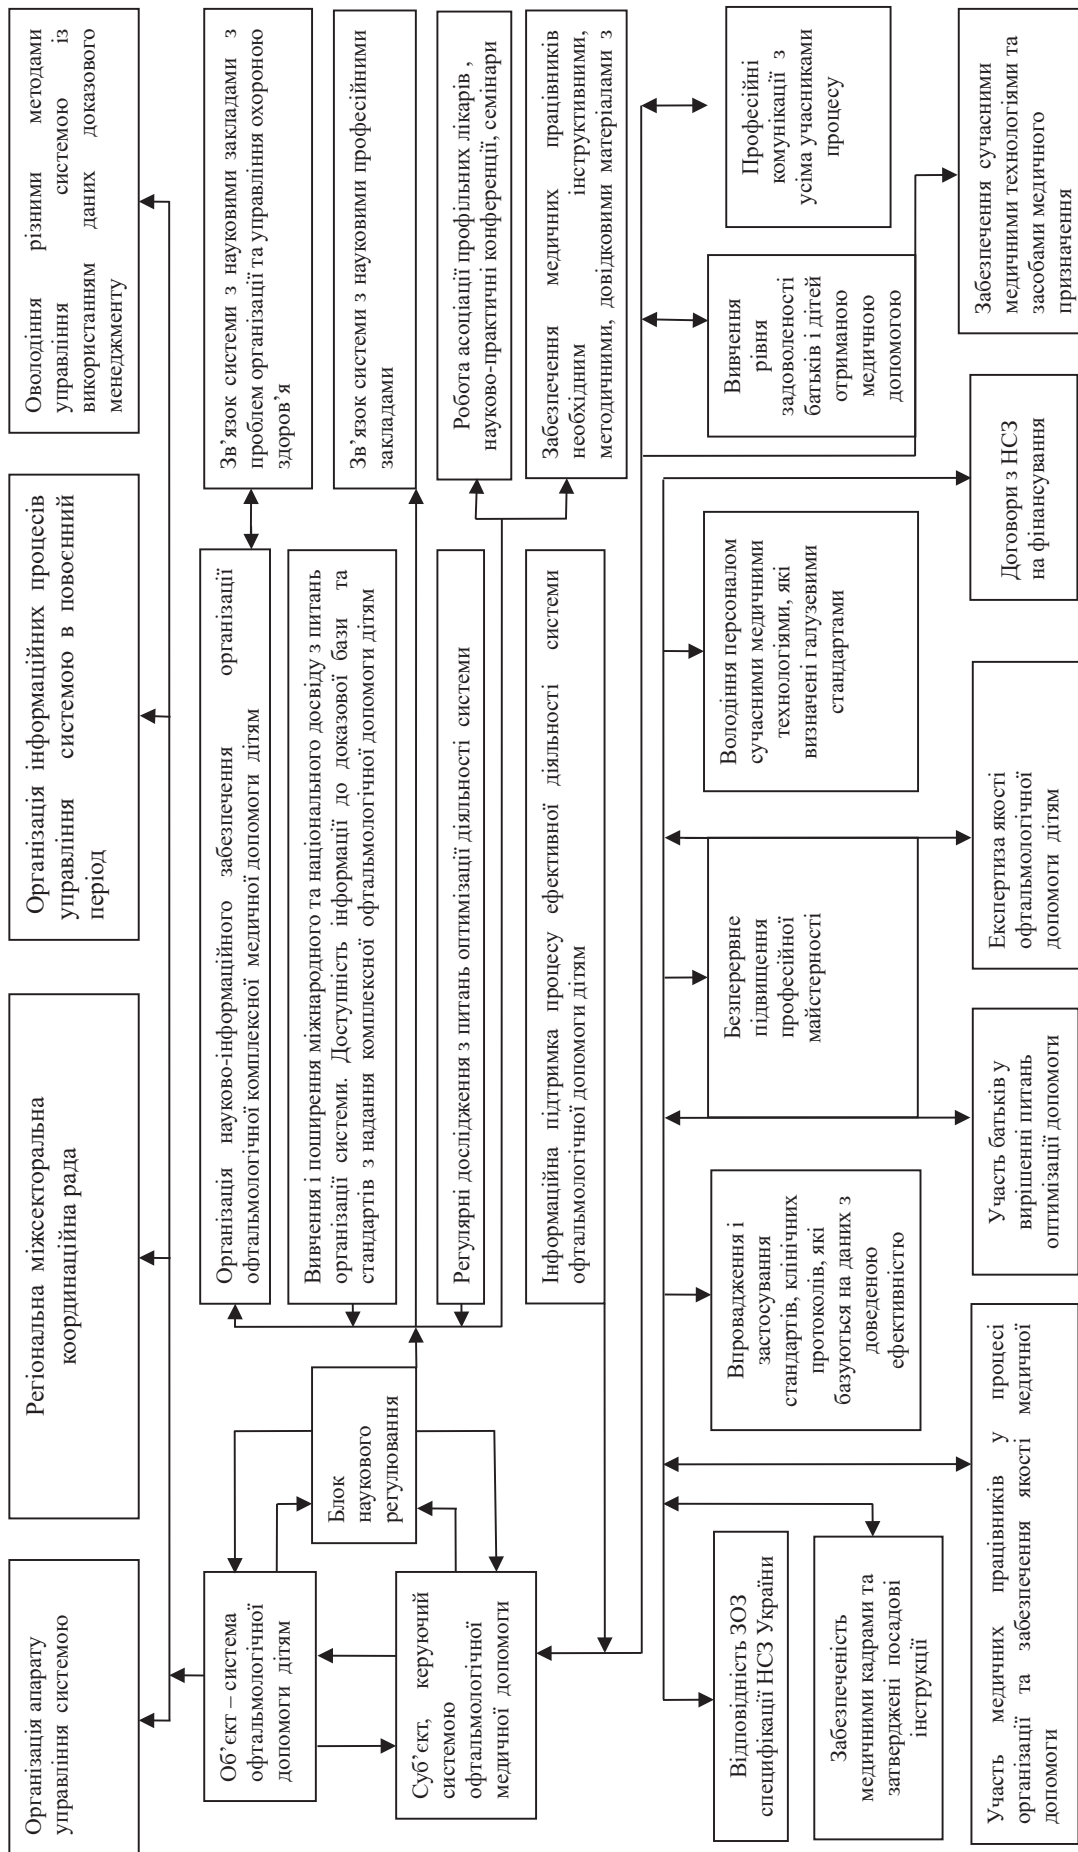 Організація апарату
управління системою
Регіональна міжсекторальна
координаційна рада
Організація інформаційних процесів
управління системою в повоєнний
період
Оволодіння різними методами
управління системою із
використанням даних доказового
менеджменту
Об’єкт – система
офтальмологічної
допомоги дітям
Суб’єкт, керуючий
системою
офтальмологічної
медичної допомоги
Блок
наукового
регулювання
Організація науково-інформаційного забезпечення організації
офтальмологічної комплексної медичної допомоги дітям
Вивчення і поширення міжнародного та національного досвіду з питань
організації системи. Доступність інформації до доказової бази та
стандартів з надання комплексної офтальмологічної допомоги дітям
Регулярні дослідження з питань оптимізації діяльності системи
Інформаційна підтримка процесу ефективної діяльності системи
офтальмологічної допомоги дітям
Зв’язок системи з науковими закладами з
проблем організації та управління охороною
здоров’я
Зв’язок системи з науковими професійними
закладами
Робота асоціації профільних лікарів ,
науково-практичні конференції, семінари
Забезпечення медичних працівників
необхідним інструктивними,
методичними, довідковими матеріалами з
Відповідність ЗОЗ
специфікації НСЗ України
Забезпеченість
медичними кадрами та
затверджені посадові
інструкції
Впровадження і
застосування
стандартів, клінічних
протоколів, які
базуються на даних з
доведеною
ефективністю
Безперервне
підвищення
професійної
майстерності
Володіння персоналом
сучасними медичними
технологіями, які
визначені галузевими
стандартами
Вивчення
рівня
задоволеності
батьків і дітей
отриманою
медичною
допомогою
Професійні
комунікації з
усіма учасниками
процесу
Участь медичних працівників у процесі
організації та забезпечення якості медичної
допомоги
Участь батьків у
вирішенні питань
оптимізації допомоги
Експертиза якості
офтальмологічної
допомоги дітям
Договори з НСЗ
на фінансування
Забезпечення сучасними
медичними технологіями та
засобами медичного
призначення